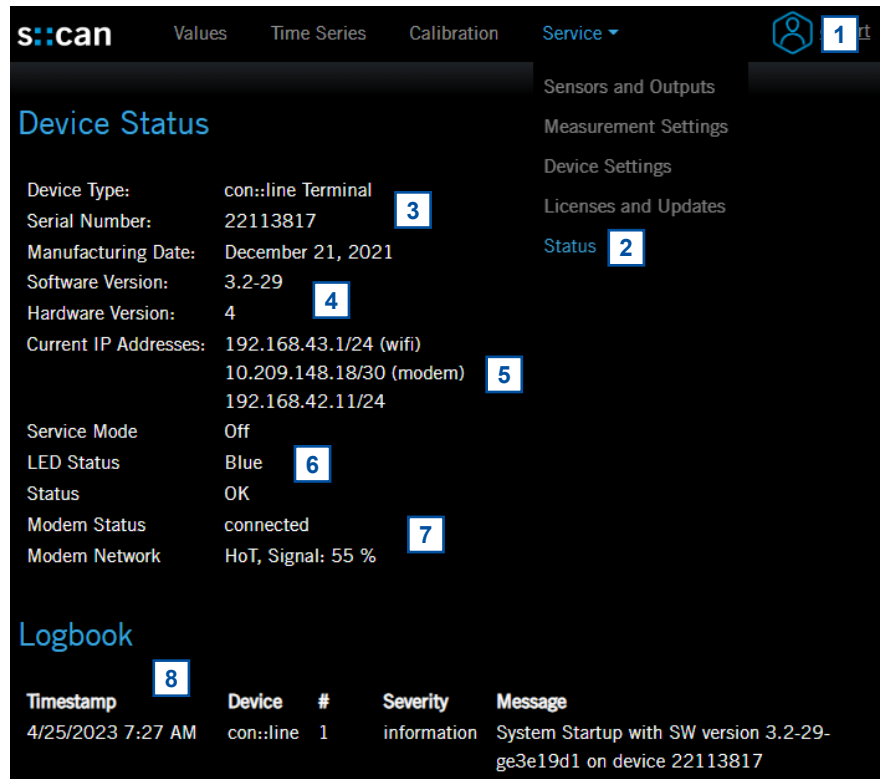 s::can Values Time Series Calibration Service 1
Sensors and Outputs
Device Status
Measurement Settings
Device Settings
Licenses and Updates
Status 2
Device Type: con::line Terminal
3
Serial Number: 22113817
Manufacturing Date: December 21, 2021
Software Version: 3.2-29
4
Hardware Version: 4
Current IP Addresses: 192.168.43.1/24 (wifi)
10.209.148.18/30 (modem) 5
192.168.42.11/24
Service Mode Off
LED Status Blue 6
Status OK
Modem Status connected
7
Modem Network HoT, Signal: 55 %
Logbook
8
Timestamp Device # Severity Message
4/25/2023 7:27 AM con::line 1 information System Startup with SW version 3.2-29-
ge3e19d1 on device 22113817